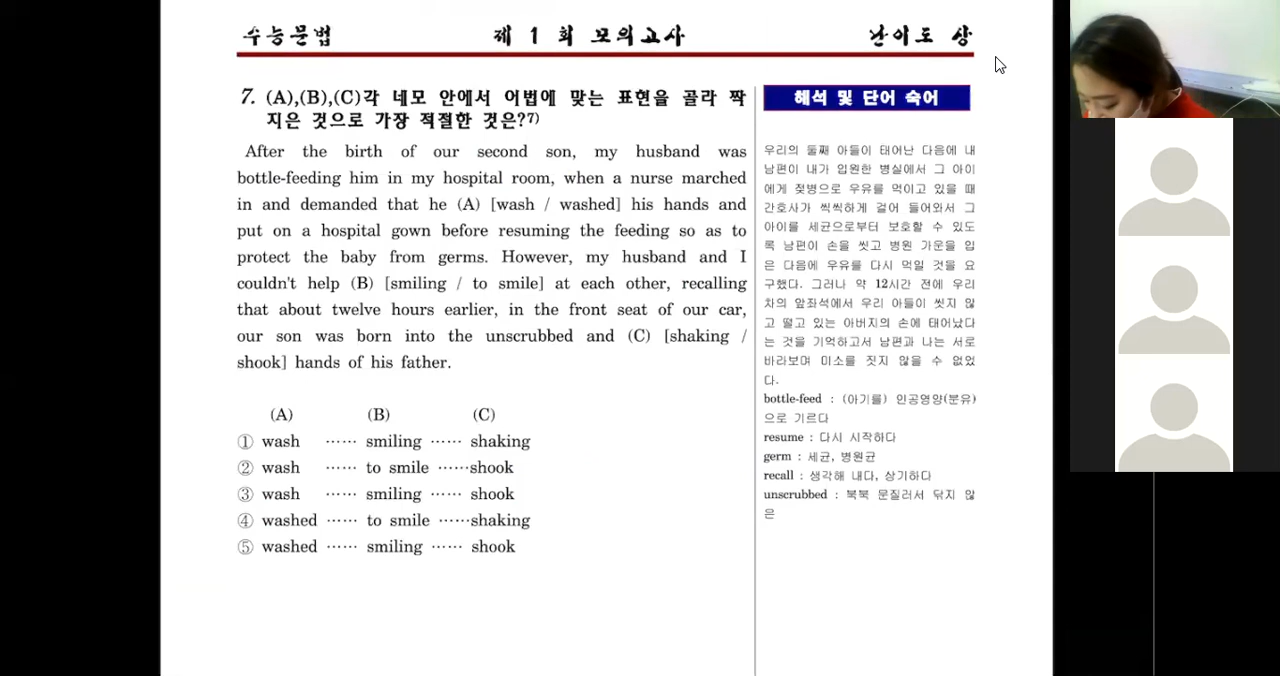 수능문법 제 1 회 모의고사 난이도 상
7. (A),(B),(C)각 네모 안에서 어법에 맞는 표현을 골라 짝
지은 것으로 가장 적절한 것은?7)
After the birth of our second son, my husband was
bottle-feeding him in my hospital room, when a nurse marched
in and demanded that he (A) [wash / washed] his hands and
put on a hospital gown before resuming the feeding so as to
protect the baby from germs. However, my husband and I
couldn't help (B) [smiling / to smile] at each other, recalling
that about twelve hours earlier, in the front seat of our car,
our son was born into the unscrubbed and (C) [shaking /
shook] hands of his father.
(A) (B) (C)
① wash ⋯⋯ smiling ⋯⋯ shaking
② wash ⋯⋯ to smile ⋯⋯shook
③ wash ⋯⋯ smiling ⋯⋯ shook
④ washed ⋯⋯ to smile ⋯⋯shaking
⑤ washed ⋯⋯ smiling ⋯⋯ shook
해석 및 단어 숙어
우리의 둘째 아들이 태어난 다음에 내
남편이 내가 입원한 병실에서 그 아이
에게 젖병으로 우유를 먹이고 있을 때
간호사가 씩씩하게 걸어 들어와서 그
아이를 세균으로부터 보호할 수 있도
록 남편이 손을 씻고 병원 가운을 입
은 다음에 우유를 다시 먹일 것을 요
구했다. 그러나 약 12시간 전에 우리
차의 앞좌석에서 우리 아들이 씻지 않
고 떨고 있는 아버지의 손에 태어났다
는 것을 기억하고서 남편과 나는 서로
바라보며 미소를 짓지 않을 수 없었
다.
bottle-feed : (아기를) 인공영양(분유)
으로 기르다
resume : 다시 시작하다
germ : 세균, 병원균
recall : 생각해 내다, 상기하다
unscrubbed : 북북 문질러서 닦지 않
은